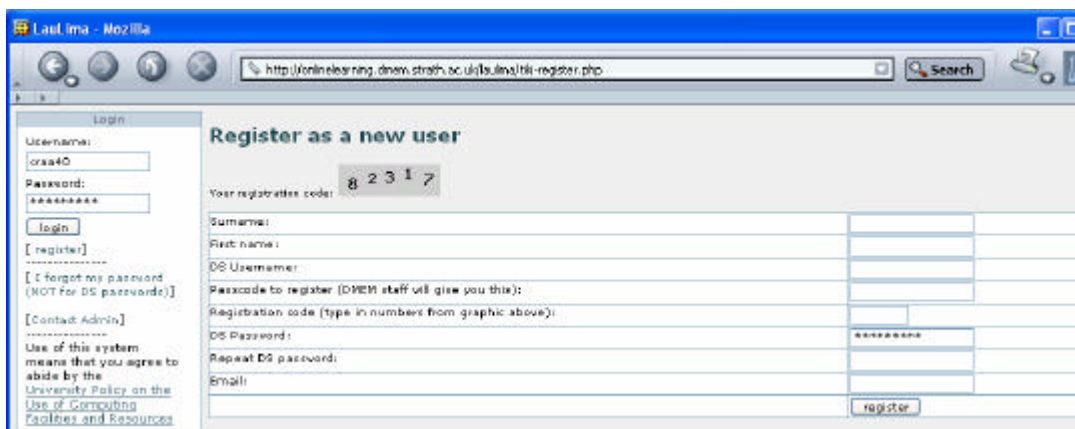 LauLima - Mozilla
http://onlinelearning.dmem.strath.ac.uk/laulima/tiki-register.php
Search
Login
Username:
craa40
Password:
*********
login
[ register]
---------------
[ I forgot my password
(NOT for DS passwords)]
[Contact Admin]
---------------
Use of this system
means that you agree to
abide by the
University Policy on the
Use of Computing
Facilities and Resources
Register as a new user
Your registration code: 8 2 3 1 7
Surname:
First name:
DS Username:
Passcode to register (DMEM staff will give you this):
Registration code (type in numbers from graphic above):
DS Password: *********
Repeat DS password:
Email:
register